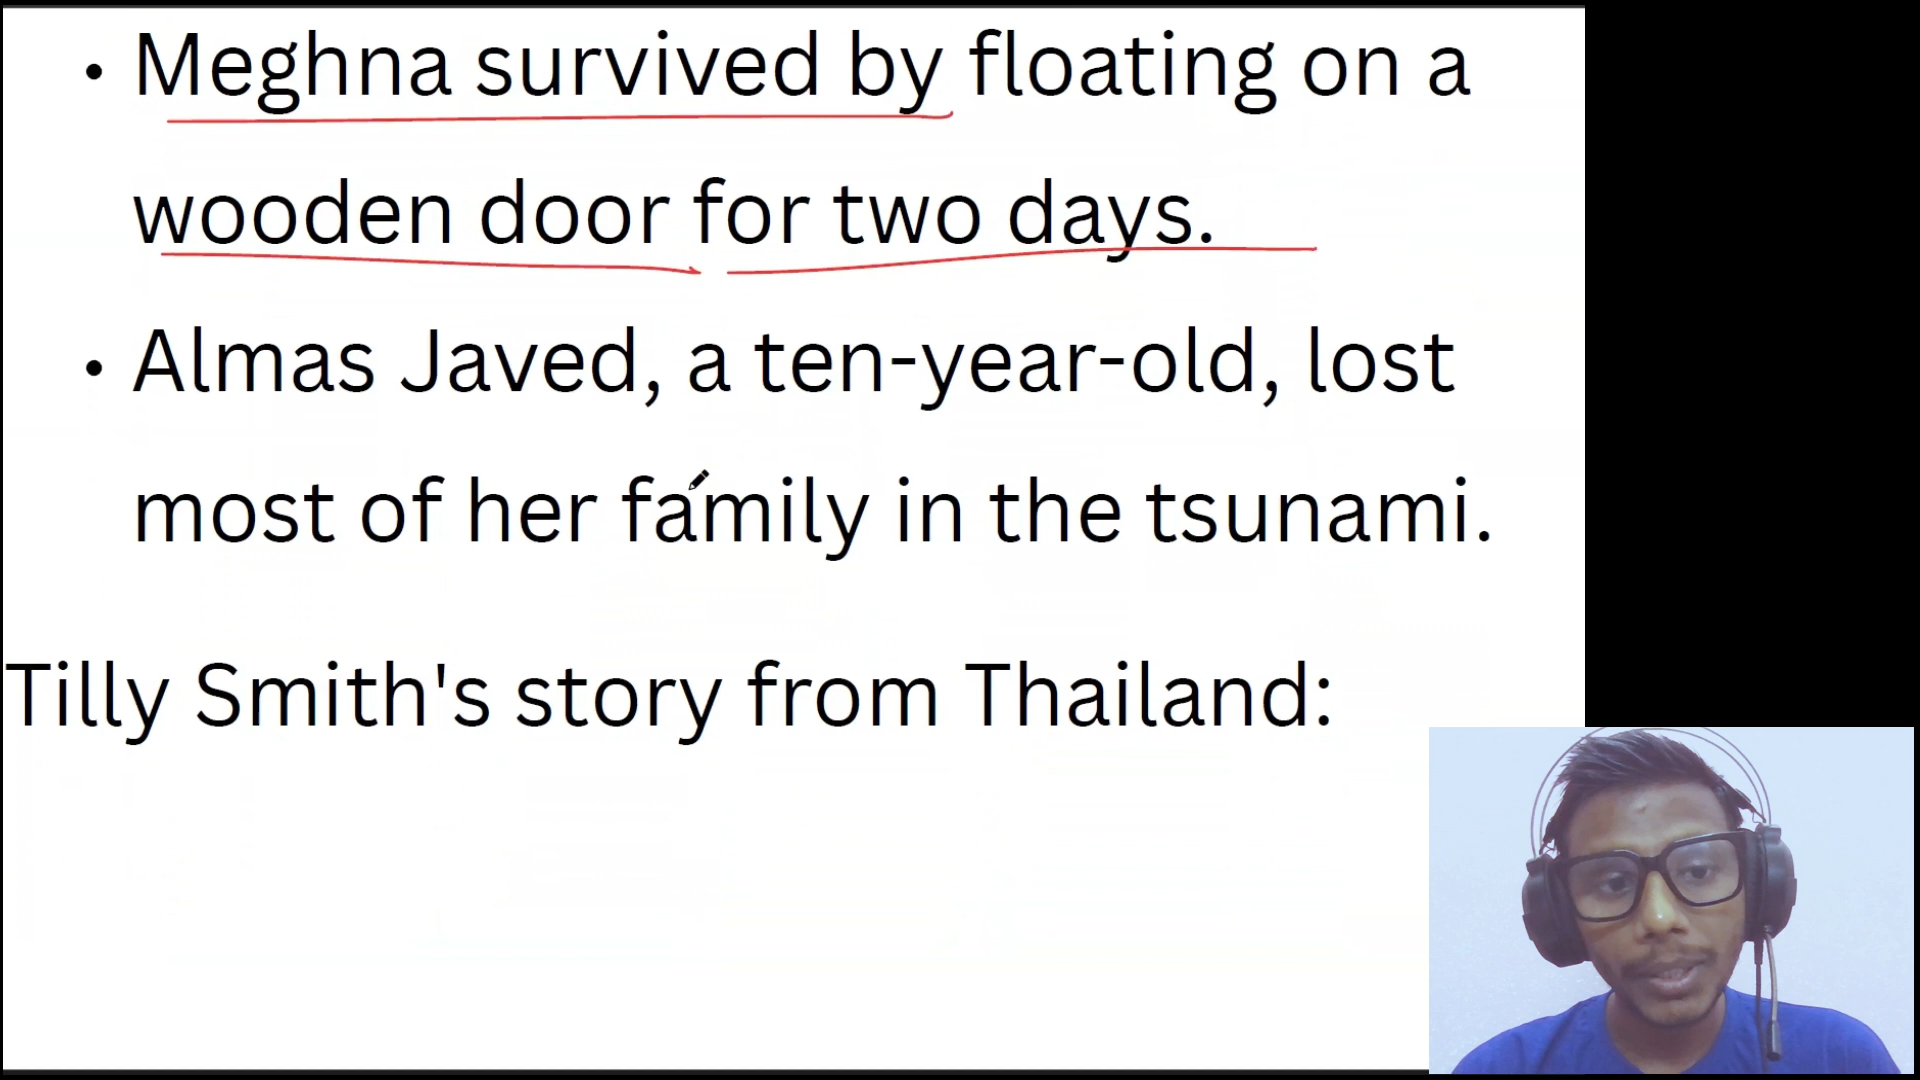 • Meghna survived by floating on a
wooden door for two days.
• Almas Javed, a ten-year-old, lost
most of her family in the tsunami.
Tilly Smith's story from Thailand: